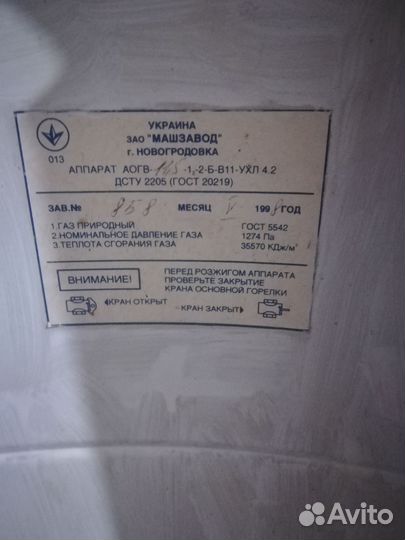 УКРАИНА
ЗАО "МАШЗАВОД"
г. НОВОГРОДОВКА
013
АППАРАТ АОГВ- -1,-2-Б-В11-УХЛ 4.2
ДСТУ 2205 (ГОСТ 20219)
ЗАВ.№ 858 МЕСЯЦ V 1998 ГОД
1.ГАЗ ПРИРОДНЫЙ ГОСТ 5542
2.НОМИНАЛЬНОЕ ДАВЛЕНИЕ ГАЗА 1274 Па
3.ТЕПЛОТА СГОРАНИЯ ГАЗА 35570 КДж/м³
ВНИМАНИЕ! ПЕРЕД РОЗЖИГОМ АППАРАТА
ПРОВЕРЬТЕ ЗАКРЫТИЕ
КРАНА ОСНОВНОЙ ГОРЕЛКИ
КРАН ОТКРЫТ КРАН ЗАКРЫТ
Avito